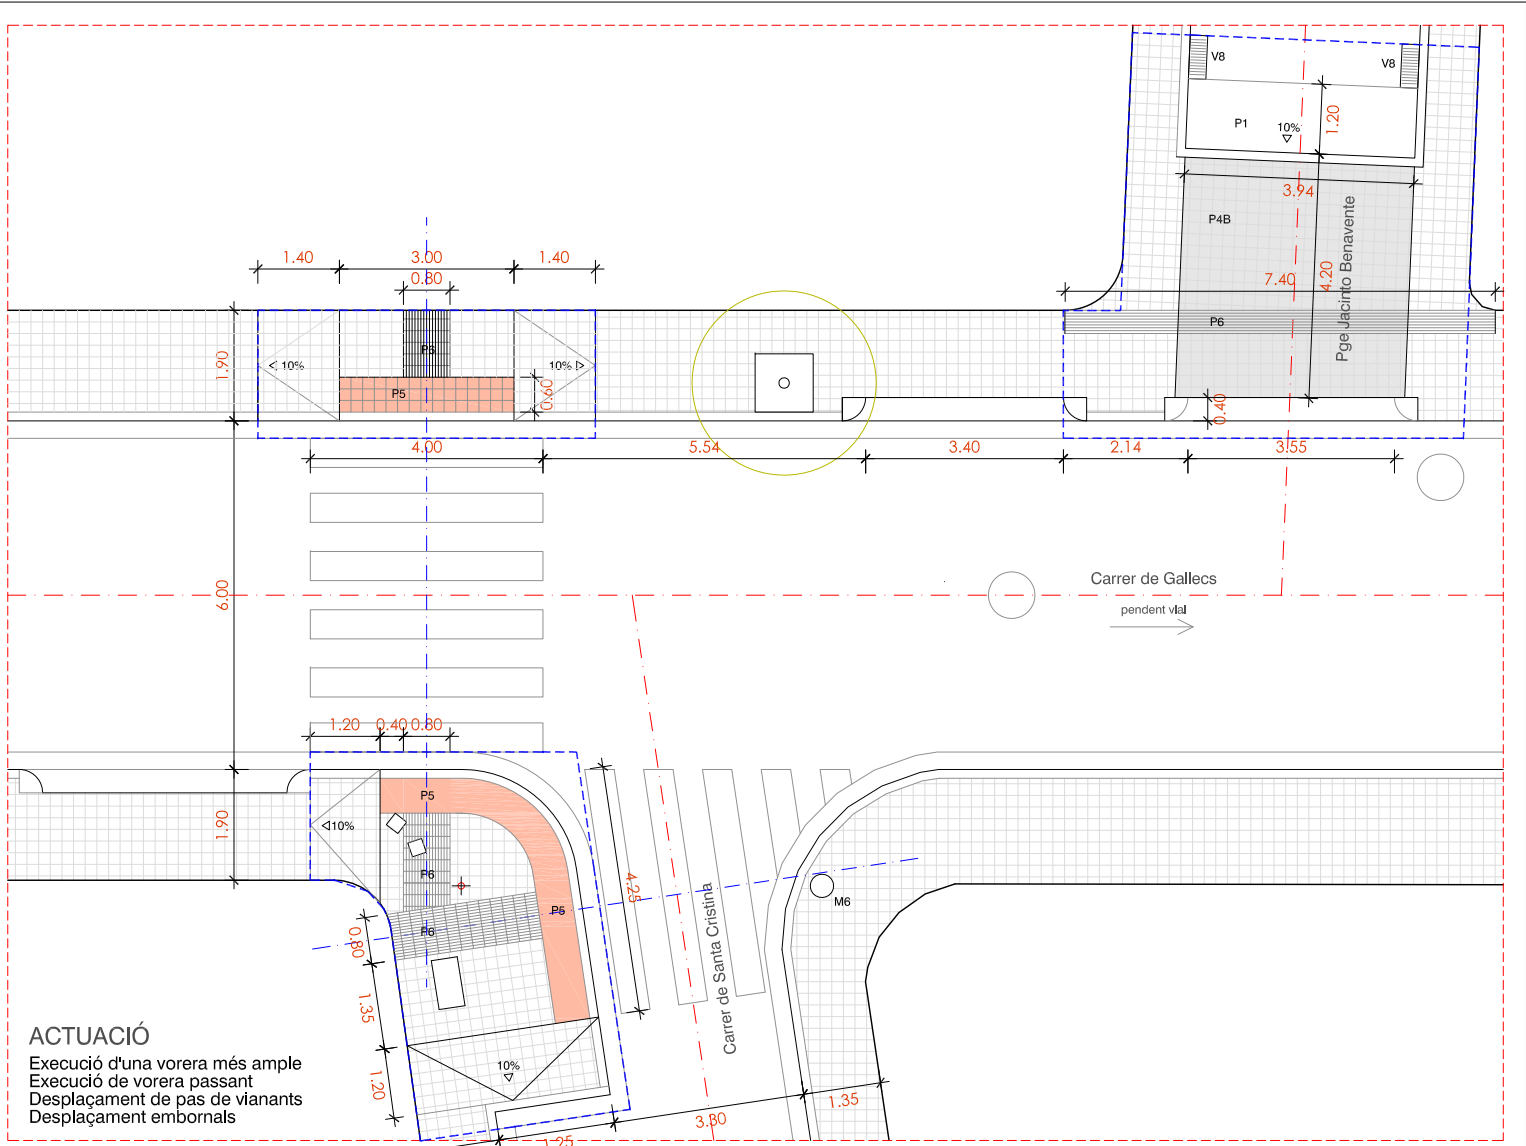 V8
V8
P1
10%
1.20
3.94
P4B
Pge Jacinto Benavente
4.20
7.40
P6
1.40
3.00
1.40
0.80
1.90
10%
P6
10%
P5
0.60
0.40
4.00
5.54
3.40
2.14
3.55
6.00
Carrer de Gallecs
pendent vial
1.20
0.40
0.80
P5
10%
1.90
P6
P5
P6
4.25
M6
Carrer de Santa Cristina
0.80
1.35
1.20
10%
1.25
3.80
1.35
ACTUACIÓ
Execució d'una vorera més ample
Execució de vorera passant
Desplaçament de pas de vianants
Desplaçament embornals